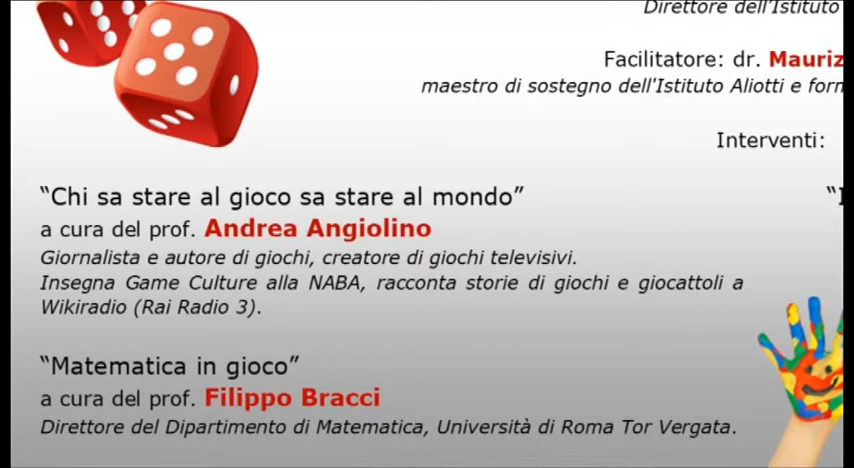 Direttore dell'Istituto
Facilitatore: dr. Mauriz
maestro di sostegno dell'Istituto Aliotti e form
Interventi:
“Chi sa stare al gioco sa stare al mondo”
a cura del prof. Andrea Angiolino
Giornalista e autore di giochi, creatore di giochi televisivi.
Insegna Game Culture alla NABA, racconta storie di giochi e giocattoli a
Wikiradio (Rai Radio 3).
“Matematica in gioco”
a cura del prof. Filippo Bracci
Direttore del Dipartimento di Matematica, Università di Roma Tor Vergata.